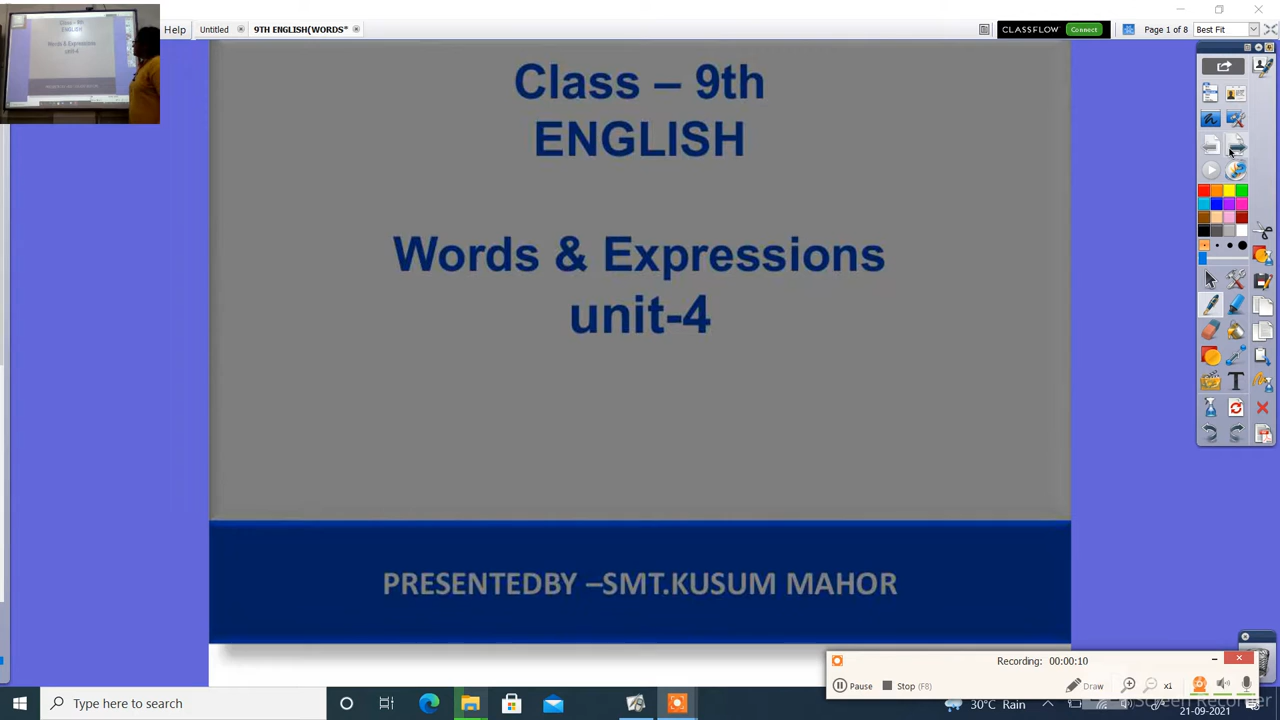 Help
Untitled
9TH ENGLISH(WORDS*
CLASSFLOW
Connect
Page 1 of 8
Best Fit
Class – 9th
ENGLISH
Words & Expressions
unit-4
PRESENTEDBY –SMT.KUSUM MAHOR
Recording: 00:00:10
Pause
Stop (F8)
Draw
x1
Type here to search
30°C Rain
21-09-2021